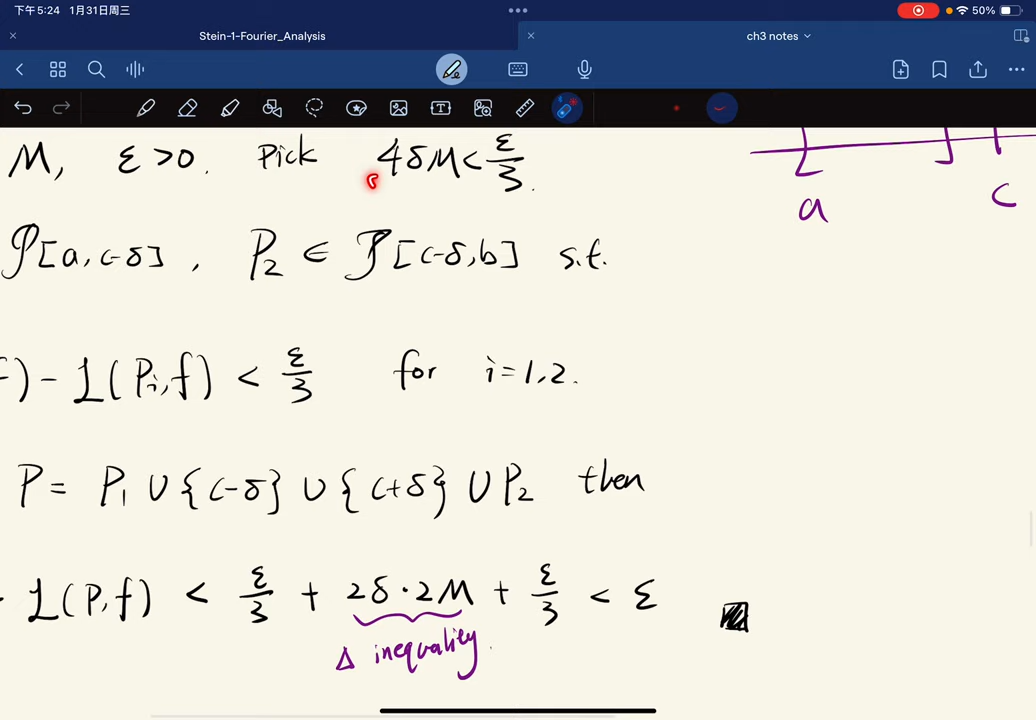 下午5:24 1月31日周三
50%
Stein-1-Fourier_Analysis
ch3 notes
M, ε>0. Pick 4δM<ε/3.
a c
𝒫[a,c-δ], P₂ ∈ 𝒫[c-δ,b] s.t.
f) - L(Pᵢ,f) < ε/3 for i=1,2.
P = P₁ ∪ {c-δ} ∪ {c+δ} ∪ P₂ then
- L(P,f) < ε/3 + 2δ·2M + ε/3 < ε
Δ inequality.